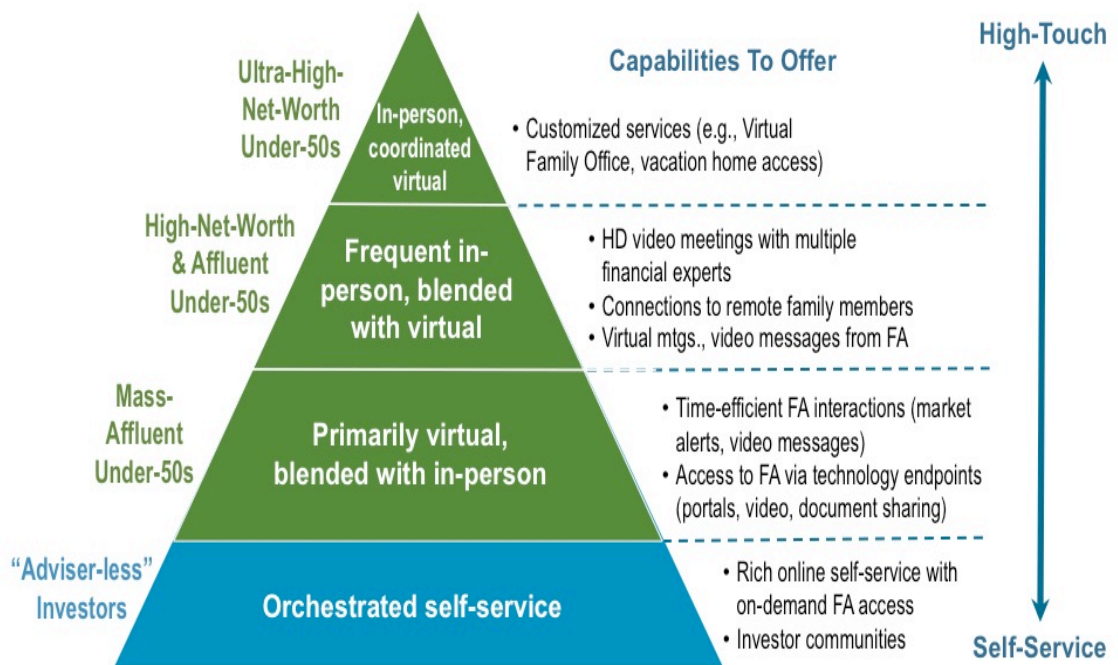 High-Touch
Capabilities To Offer
Ultra-High-
Net-Worth
Under-50s
In-person,
coordinated
virtual
• Customized services (e.g., Virtual
Family Office, vacation home access)
High-Net-Worth
& Affluent
Under-50s
Frequent in-
person, blended
with virtual
• HD video meetings with multiple
financial experts
• Connections to remote family members
• Virtual mtgs., video messages from FA
Mass-
Affluent
Under-50s
Primarily virtual,
blended with in-person
• Time-efficient FA interactions (market
alerts, video messages)
• Access to FA via technology endpoints
(portals, video, document sharing)
“Adviser-less”
Investors
Orchestrated self-service
• Rich online self-service with
on-demand FA access
• Investor communities
Self-Service